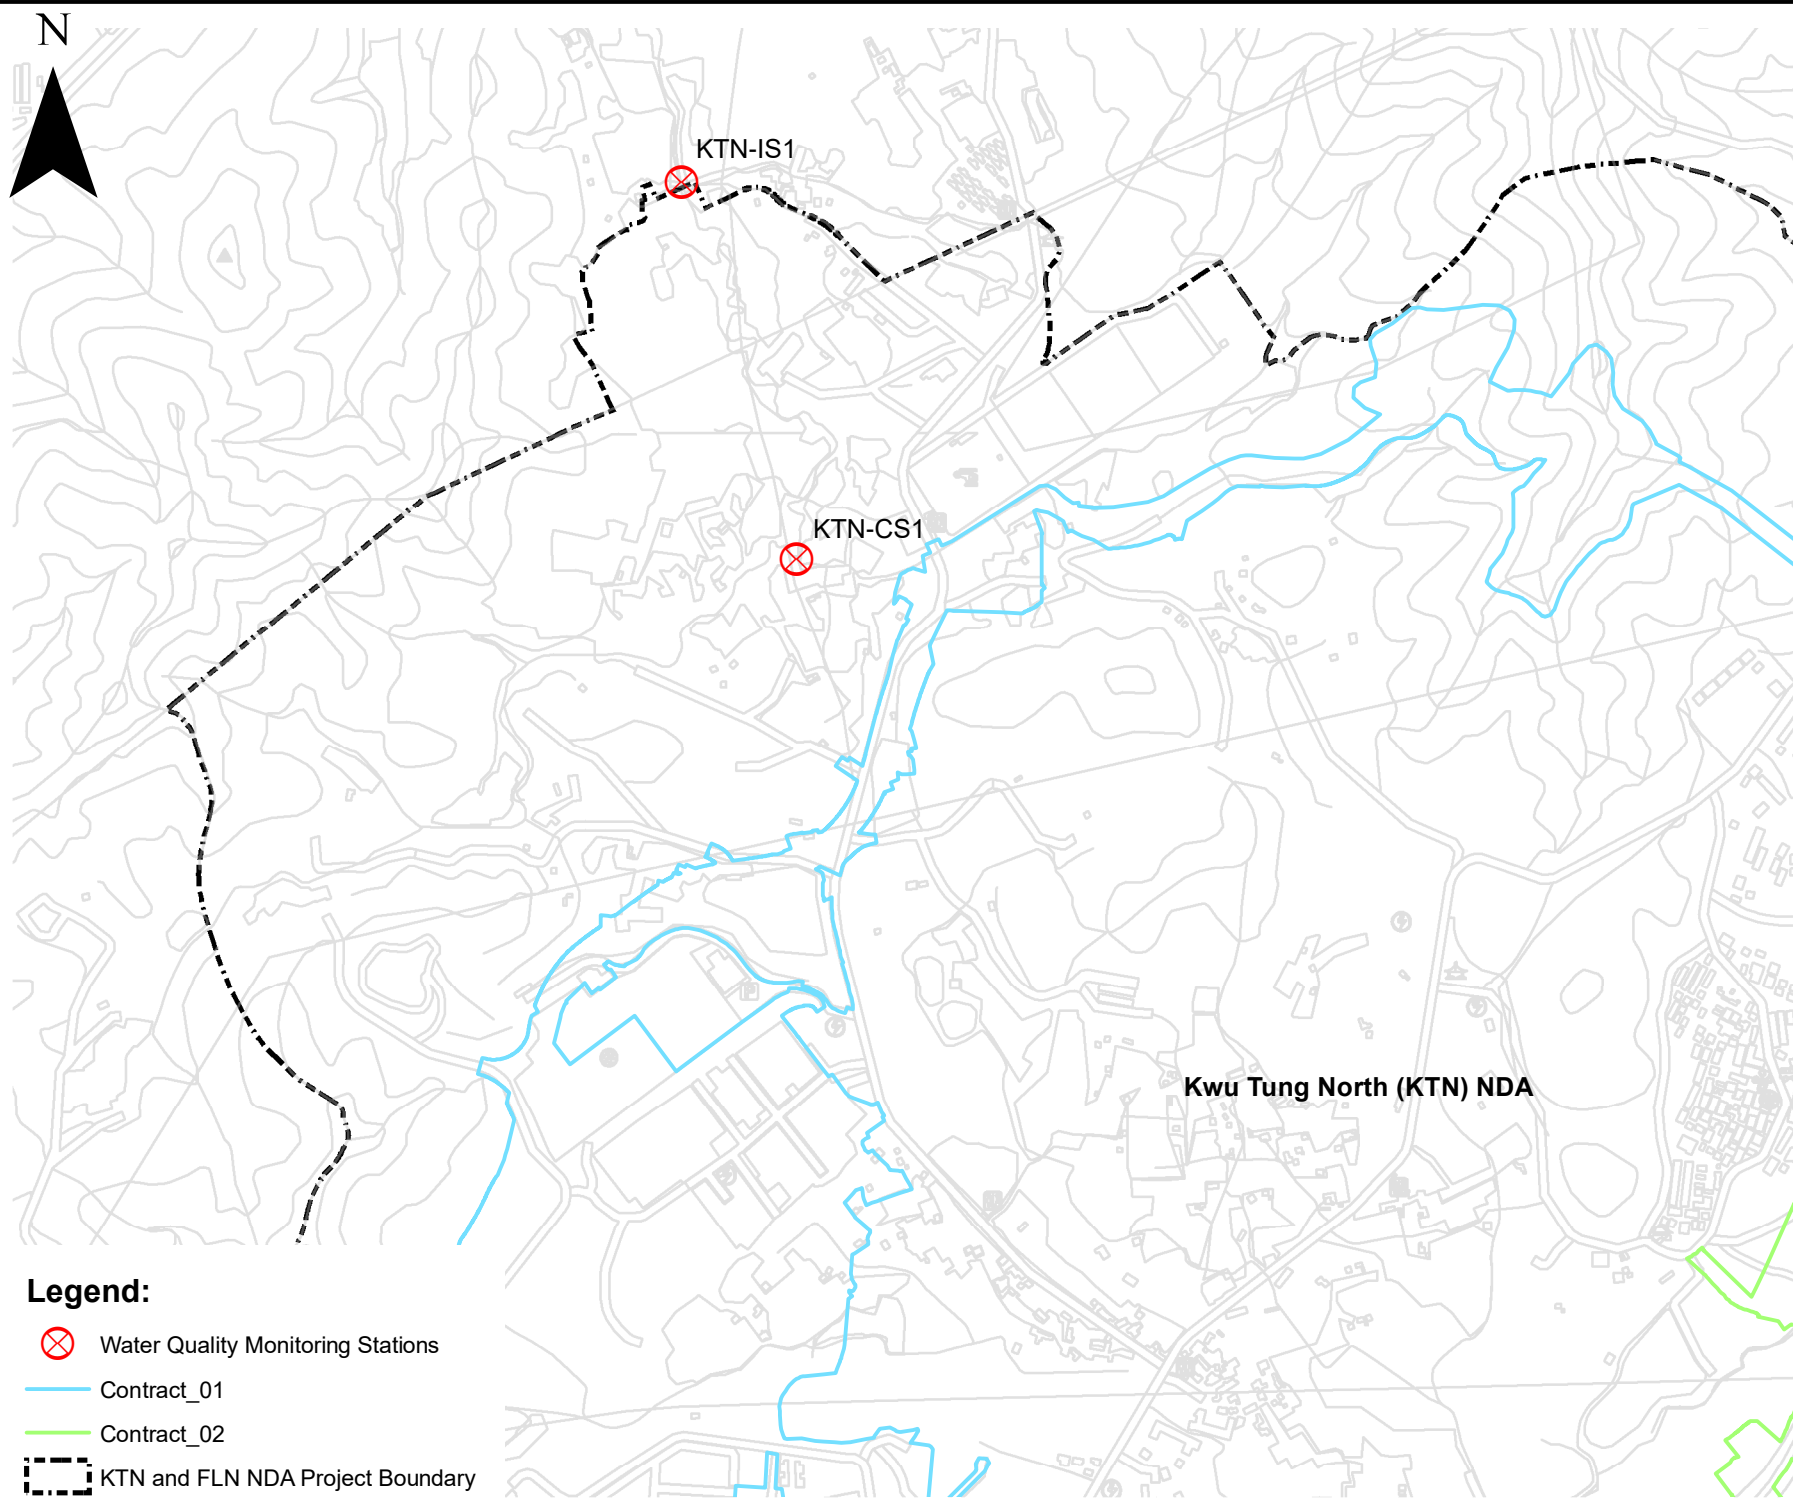 N
KTN-IS1
KTN-CS1
Kwu Tung North (KTN) NDA
Legend:
Water Quality Monitoring Stations
Contract_01
Contract_02
KTN and FLN NDA Project Boundary